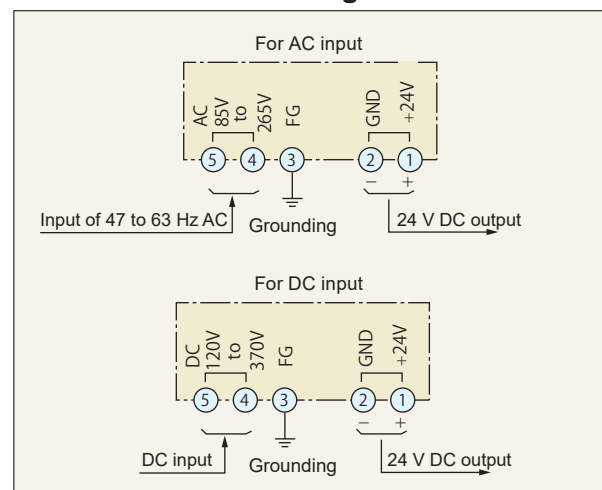 For AC input
AC
85V
to
265V
FG
GND
+24V
5 4 3 2 1
− +
Input of 47 to 63 Hz AC
Grounding
24 V DC output
For DC input
DC
120V
to
370V
FG
GND
+24V
5 4 3 2 1
− +
DC input
Grounding
24 V DC output